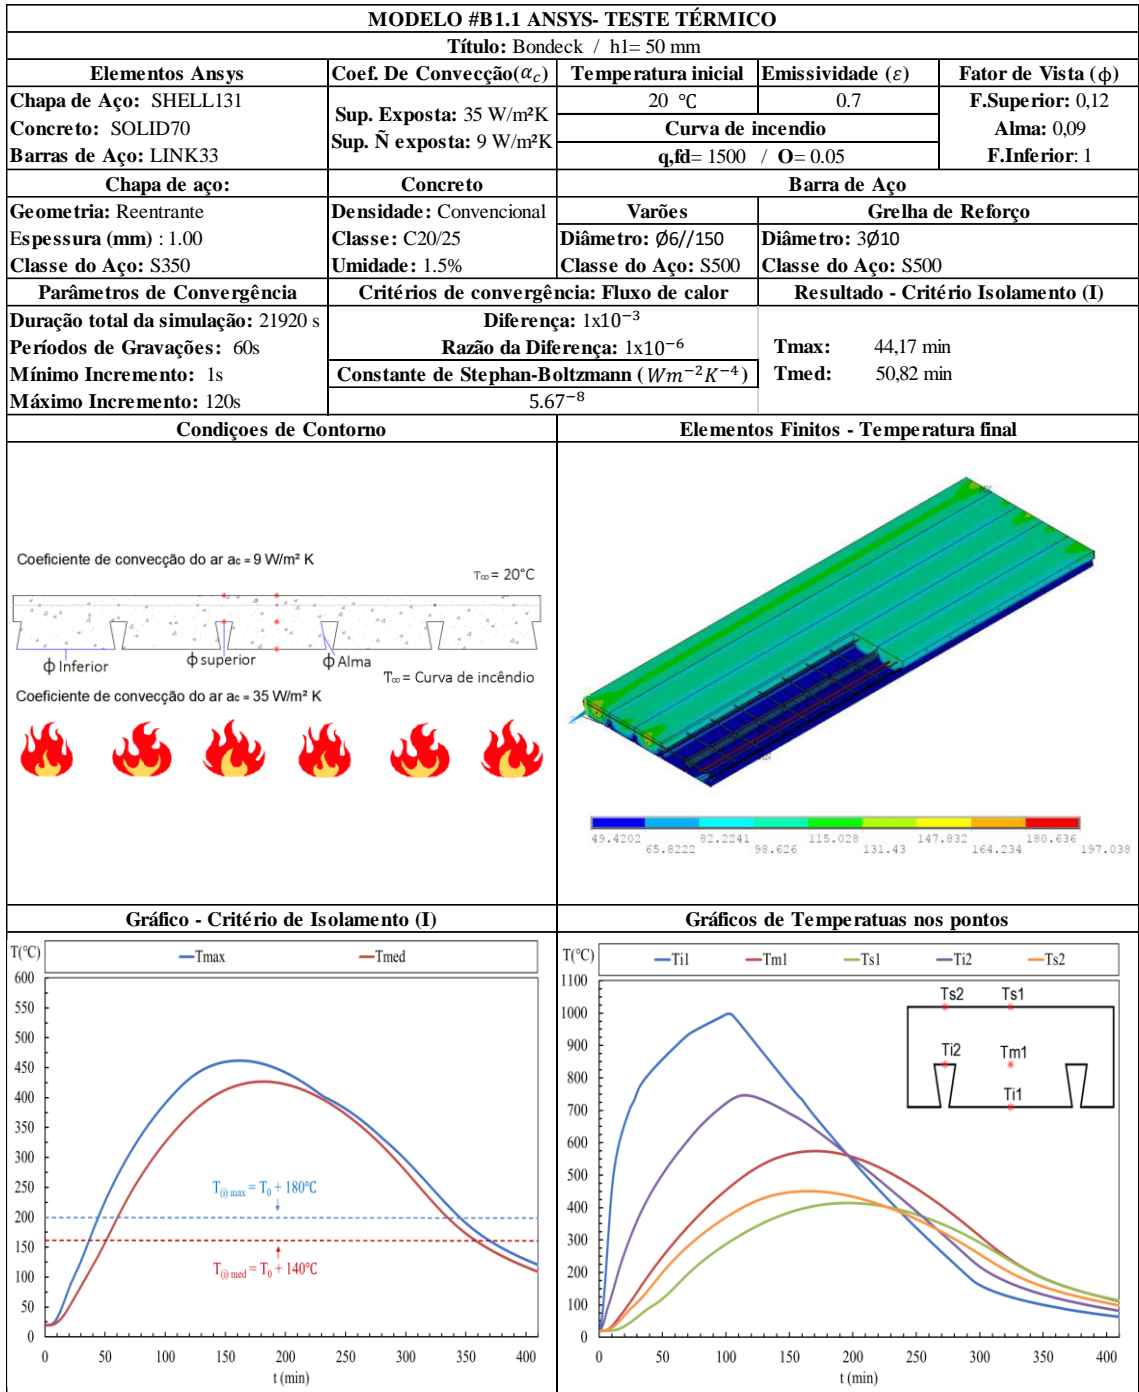 MODELO #B1.1 ANSYS- TESTE TÉRMICO
Título: Bondeck / h1= 50 mm
Elementos Ansys
Coef. De Convecção(α_c)
Temperatura inicial
Emissividade (ε)
Fator de Vista (ϕ)
Chapa de Aço: SHELL131
Concreto: SOLID70
Barras de Aço: LINK33
Sup. Exposta: 35 W/m²K
Sup. Ñ exposta: 9 W/m²K
20 °C
0.7
Curva de incendio
q,fd= 1500 / O= 0.05
F.Superior: 0,12
Alma: 0,09
F.Inferior: 1
Chapa de aço:
Concreto
Barra de Aço
Geometria: Reentrante
Espessura (mm) : 1.00
Classe do Aço: S350
Densidade: Convencional
Classe: C20/25
Umidade: 1.5%
Varões
Diâmetro: Ø6//150
Classe do Aço: S500
Grelha de Reforço
Diâmetro: 3Ø10
Classe do Aço: S500
Parâmetros de Convergência
Critérios de convergência: Fluxo de calor
Resultado - Critério Isolamento (I)
Duração total da simulação: 21920 s
Períodos de Gravações: 60s
Mínimo Incremento: 1s
Máximo Incremento: 120s
Diferença: 1x10⁻³
Razão da Diferença: 1x10⁻⁶
Constante de Stephan-Boltzmann (Wm⁻²K⁻⁴)
5.67⁻⁸
Tmax: 44,17 min
Tmed: 50,82 min
Condiçoes de Contorno
Elementos Finitos - Temperatura final
Coeficiente de convecção do ar ac = 9 W/m² K
T∞ = 20°C
ϕ Inferior
ϕ superior
ϕ Alma
T∞ = Curva de incêndio
Coeficiente de convecção do ar ac = 35 W/m² K
49.4202 82.2241 115.028 147.832 180.636
65.8222 98.626 131.43 164.234 197.038
Gráfico - Critério de Isolamento (I)
Gráficos de Temperatuas nos pontos
T(°C)
Tmax Tmed
600
550
500
450
400
350
300
250
200
150
100
50
0
T(i) max = T0 + 180°C
T(i) med = T0 + 140°C
0 50 100 150 200 250 300 350 400
t (min)
T(°C)
Ti1 Tm1 Ts1 Ti2 Ts2
1100
1000
900
800
700
600
500
400
300
200
100
0
Ts2 Ts1
Ti2 Tm1
Ti1
0 50 100 150 200 250 300 350 400
t (min)